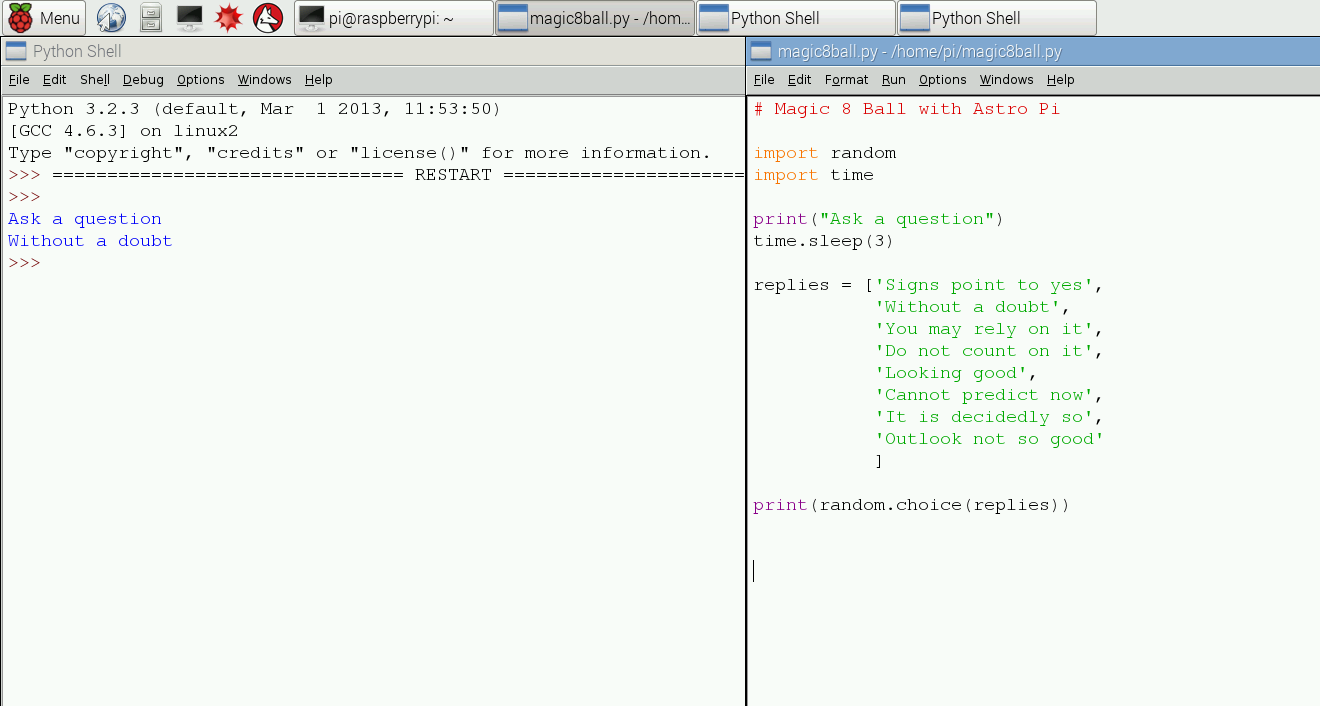 Menu
pi@raspberrypi: ~
magic8ball.py - /hom...
Python Shell
Python Shell
Python Shell
File Edit Shell Debug Options Windows Help
Python 3.2.3 (default, Mar  1 2013, 11:53:50)
[GCC 4.6.3] on linux2
Type "copyright", "credits" or "license()" for more information.
>>> ================================ RESTART ======================
>>>
Ask a question
Without a doubt
>>>
magic8ball.py - /home/pi/magic8ball.py
File Edit Format Run Options Windows Help
# Magic 8 Ball with Astro Pi
import random
import time
print("Ask a question")
time.sleep(3)
replies = ['Signs point to yes',
'Without a doubt',
'You may rely on it',
'Do not count on it',
'Looking good',
'Cannot predict now',
'It is decidedly so',
'Outlook not so good'
]
print(random.choice(replies))